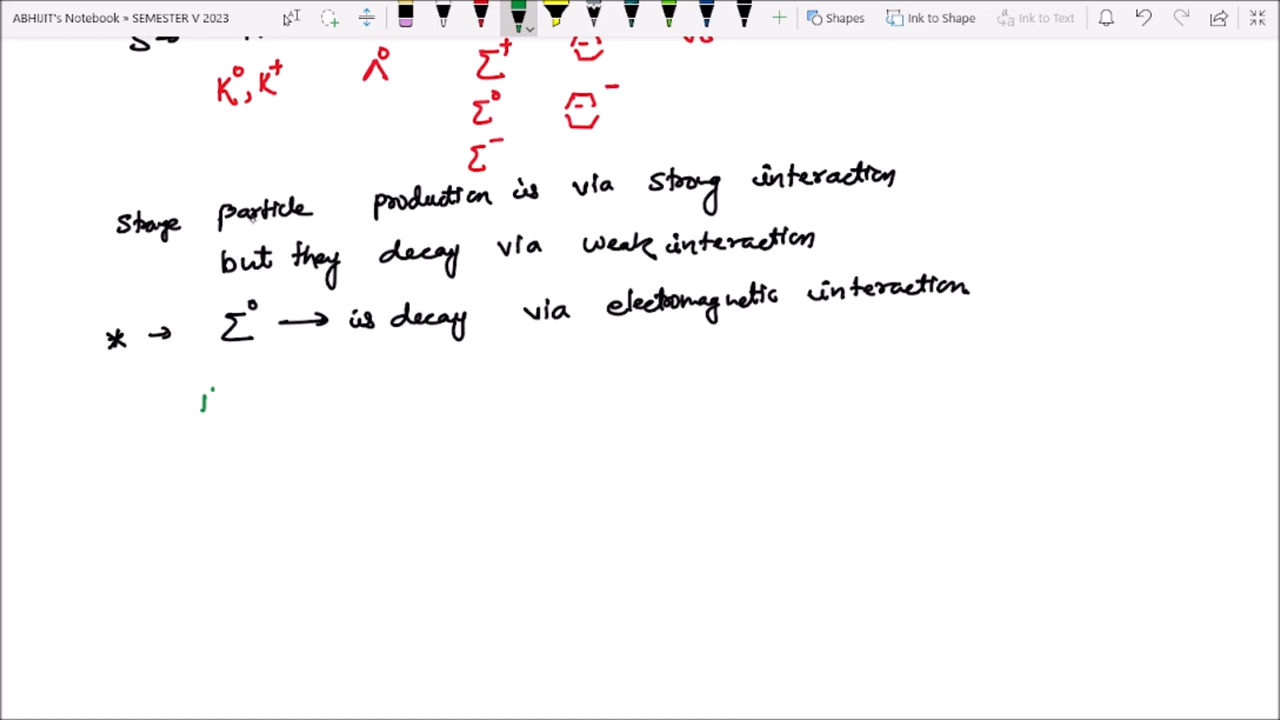 ABHIJIT's Notebook » SEMESTER V 2023
Shapes Ink to Shape Ink to Text
K⁰, K⁺ Λ⁰ Σ⁺ Ξ
Σ⁰ Ξ⁻
Σ⁻
Strage particle production is via strong interaction
but they decay via weak interaction
* → Σ⁰ ⟶ is decay via electromagnetic interaction